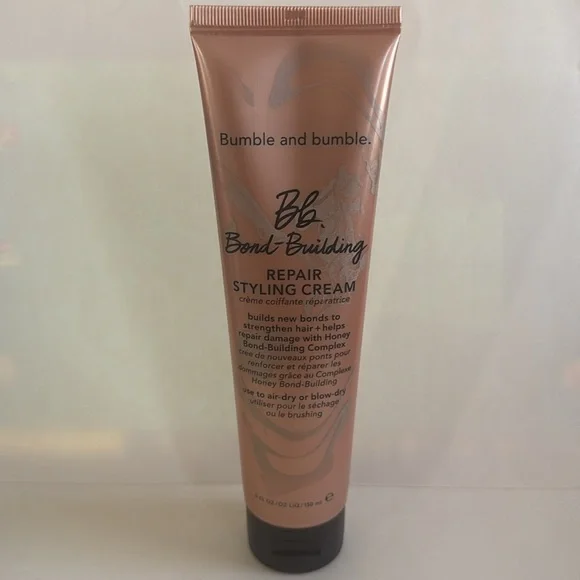 Bumble and bumble.
Bb.
Bond-Building
REPAIR
STYLING CREAM
crème coiffante réparatrice
builds new bonds to
strengthen hair + helps
repair damage with Honey
Bond-Building Complex
crée de nouveaux ponts pour
renforcer et réparer les
dommages grâce au Complexe
Honey Bond-Building
use to air-dry or blow-dry
utiliser pour le séchage
ou le brushing
150 ml